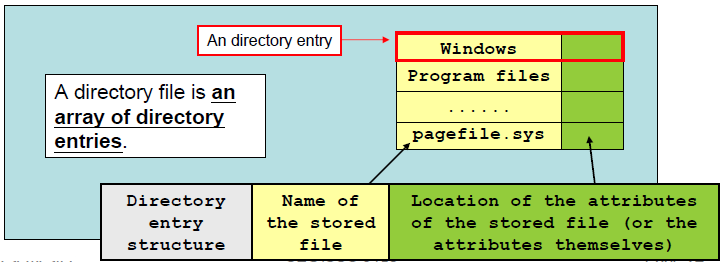 An directory entry
Windows
Program files
......
pagefile.sys
A directory file is an
array of directory
entries.
Directory
entry
structure
Name of
the stored
file
Location of the attributes
of the stored file (or the
attributes themselves)